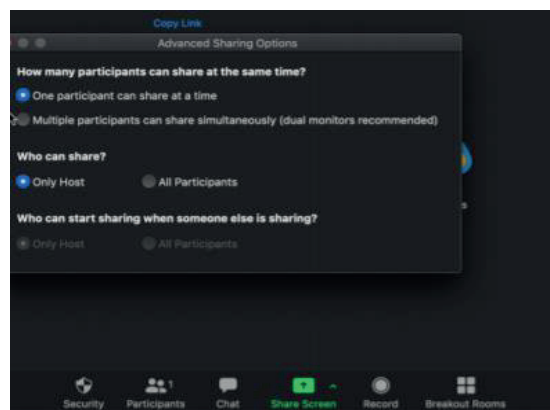 Copy Link
Advanced Sharing Options
How many participants can share at the same time?
One participant can share at a time
Multiple participants can share simultaneously (dual monitors recommended)
Who can share?
Only Host All Participants
Who can start sharing when someone else is sharing?
Only Host All Participants
1
Security Participants Chat Share Screen Record Breakout Rooms